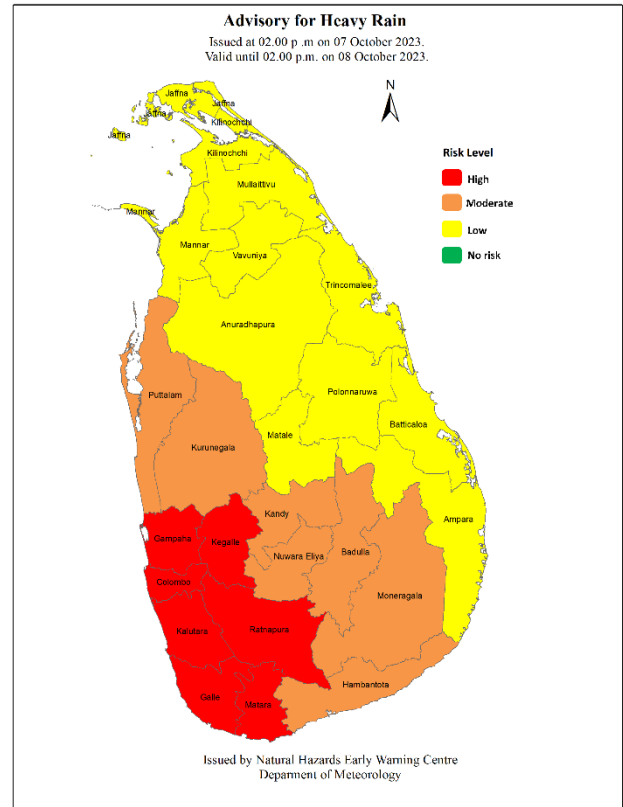 Advisory for Heavy Rain
Issued at 02.00 p .m on 07 October 2023.
Valid until 02.00 p.m. on 08 October 2023.
N
Risk Level
High
Moderate
Low
No risk
Jaffna
Jaffna
Jaffna
Kilinochchi
Jaffna
Kilinochchi
Mullaittivu
Mannar
Mannar
Vavuniya
Trincomalee
Anuradhapura
Polonnaruwa
Puttalam
Batticaloa
Matale
Kurunegala
Kandy
Ampara
Gampaha
Kegalle
Nuwara Eliya
Badulla
Colombo
Moneragala
Kalutara
Ratnapura
Hambantota
Galle
Matara
Issued by Natural Hazards Early Warning Centre
Deparment of Meteorology